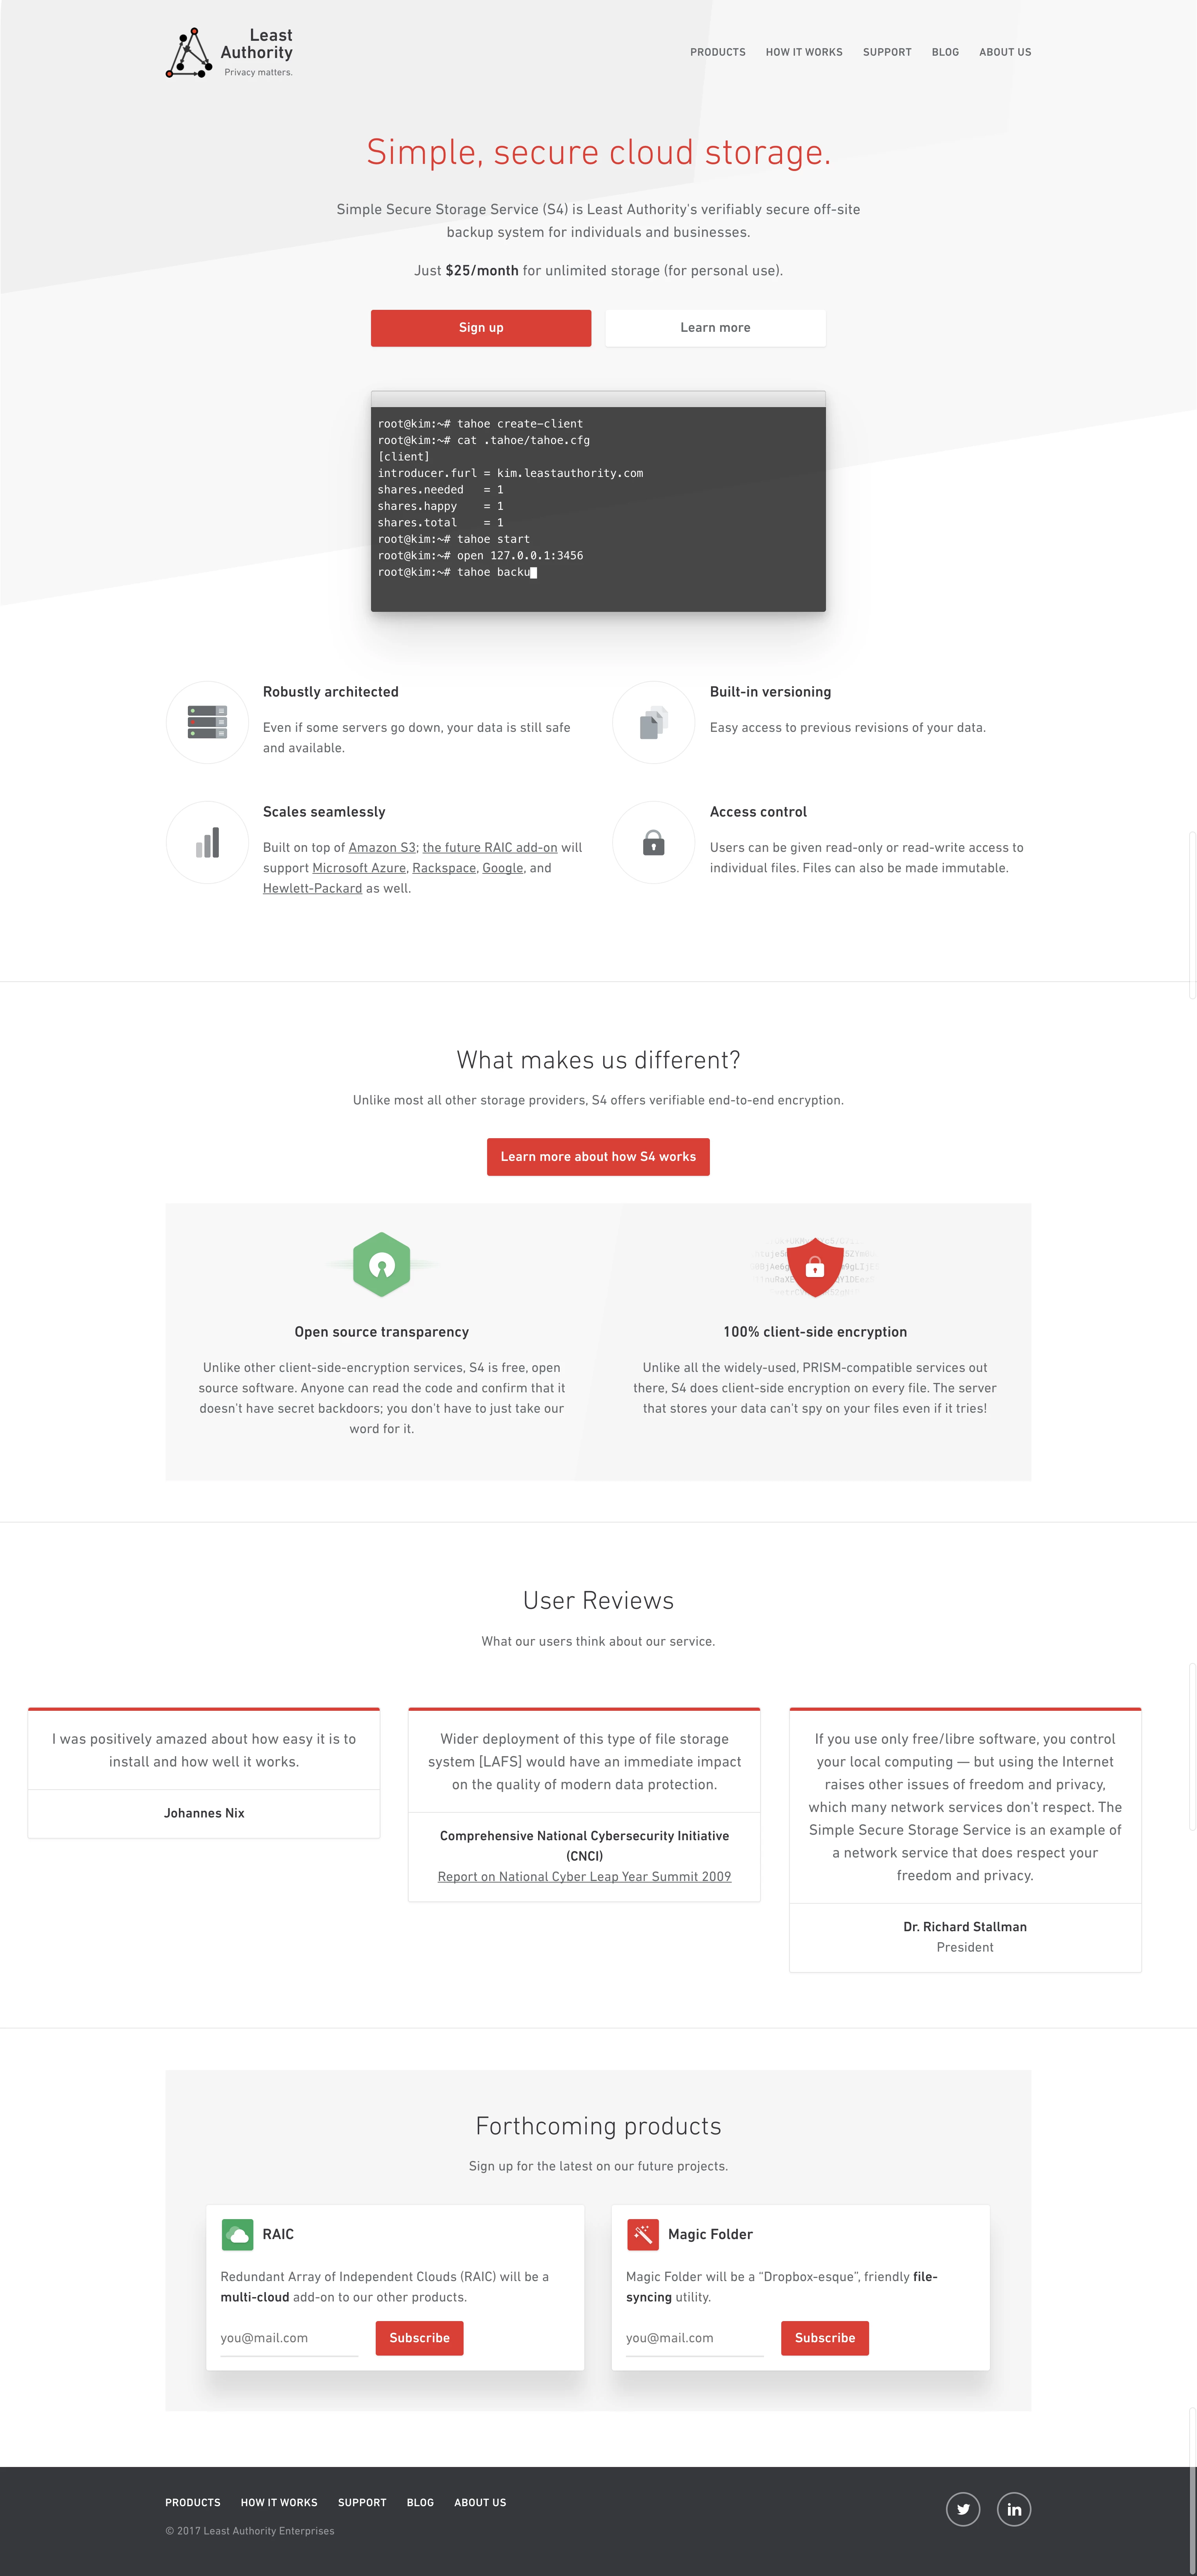 Least
Authority
Privacy matters.
PRODUCTS HOW IT WORKS SUPPORT BLOG ABOUT US
Simple, secure cloud storage.
Simple Secure Storage Service (S4) is Least Authority's verifiably secure off-site
backup system for individuals and businesses.
Just $25/month for unlimited storage (for personal use).
Sign up
Learn more
root@kim:~# tahoe create-client
root@kim:~# cat .tahoe/tahoe.cfg
[client]
introducer.furl = kim.leastauthority.com
shares.needed = 1
shares.happy = 1
shares.total = 1
root@kim:~# tahoe start
root@kim:~# open 127.0.0.1:3456
root@kim:~# tahoe backu
Robustly architected
Even if some servers go down, your data is still safe
and available.
Built-in versioning
Easy access to previous revisions of your data.
Scales seamlessly
Built on top of Amazon S3; the future RAIC add-on will
support Microsoft Azure, Rackspace, Google, and
Hewlett-Packard as well.
Access control
Users can be given read-only or read-write access to
individual files. Files can also be made immutable.
What makes us different?
Unlike most all other storage providers, S4 offers verifiable end-to-end encryption.
Learn more about how S4 works
Open source transparency
Unlike other client-side-encryption services, S4 is free, open
source software. Anyone can read the code and confirm that it
doesn't have secret backdoors; you don't have to just take our
word for it.
100% client-side encryption
Unlike all the widely-used, PRISM-compatible services out
there, S4 does client-side encryption on every file. The server
that stores your data can't spy on your files even if it tries!
User Reviews
What our users think about our service.
I was positively amazed about how easy it is to
install and how well it works.
Johannes Nix
Wider deployment of this type of file storage
system [LAFS] would have an immediate impact
on the quality of modern data protection.
Comprehensive National Cybersecurity Initiative
(CNCI)
Report on National Cyber Leap Year Summit 2009
If you use only free/libre software, you control
your local computing — but using the Internet
raises other issues of freedom and privacy,
which many network services don't respect. The
Simple Secure Storage Service is an example of
a network service that does respect your
freedom and privacy.
Dr. Richard Stallman
President
Forthcoming products
Sign up for the latest on our future projects.
RAIC
Redundant Array of Independent Clouds (RAIC) will be a
multi-cloud add-on to our other products.
you@mail.com
Subscribe
Magic Folder
Magic Folder will be a “Dropbox-esque”, friendly file-
syncing utility.
you@mail.com
Subscribe
PRODUCTS HOW IT WORKS SUPPORT BLOG ABOUT US
© 2017 Least Authority Enterprises